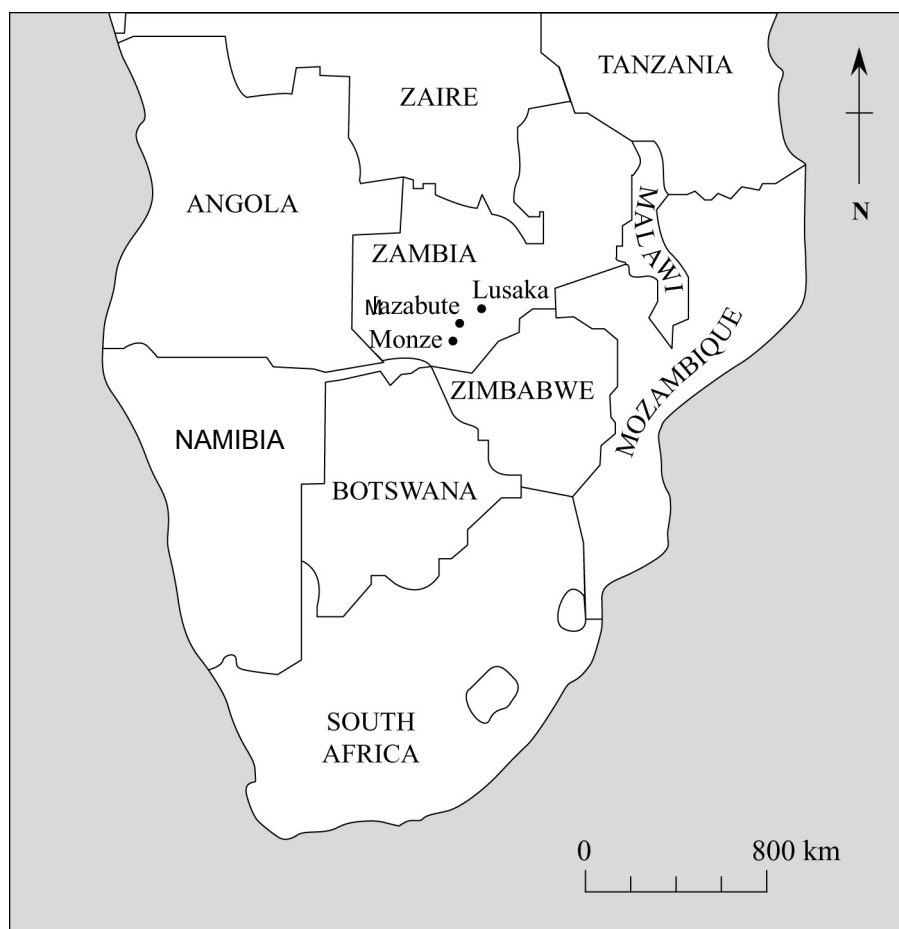 TANZANIA
ZAIRE
ANGOLA
MALAWI
N
ZAMBIA
Lusaka
Mazabute
Monze
MOZAMBIQUE
ZIMBABWE
NAMIBIA
BOTSWANA
SOUTH
AFRICA
0 800 km